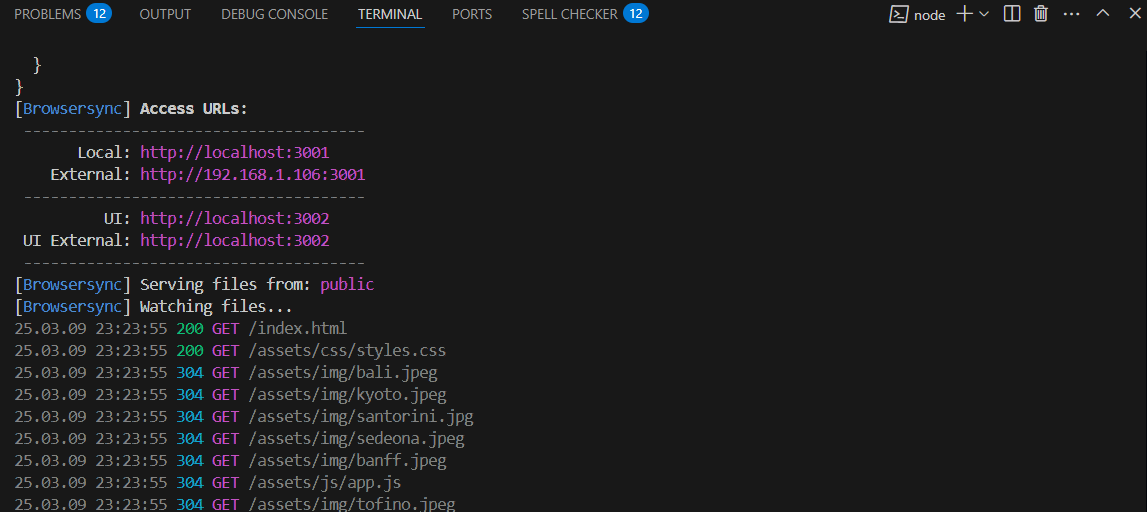 PROBLEMS 12 OUTPUT DEBUG CONSOLE TERMINAL PORTS SPELL CHECKER 12 node
}
}
[Browsersync] Access URLs:
--------------------------------------
Local: http://localhost:3001
External: http://192.168.1.106:3001
--------------------------------------
UI: http://localhost:3002
UI External: http://localhost:3002
--------------------------------------
[Browsersync] Serving files from: public
[Browsersync] Watching files...
25.03.09 23:23:55 200 GET /index.html
25.03.09 23:23:55 200 GET /assets/css/styles.css
25.03.09 23:23:55 304 GET /assets/img/bali.jpeg
25.03.09 23:23:55 304 GET /assets/img/kyoto.jpeg
25.03.09 23:23:55 304 GET /assets/img/santorini.jpg
25.03.09 23:23:55 304 GET /assets/img/sedeona.jpeg
25.03.09 23:23:55 304 GET /assets/img/banff.jpeg
25.03.09 23:23:55 304 GET /assets/js/app.js
25.03.09 23:23:55 304 GET /assets/img/tofino.jpeg